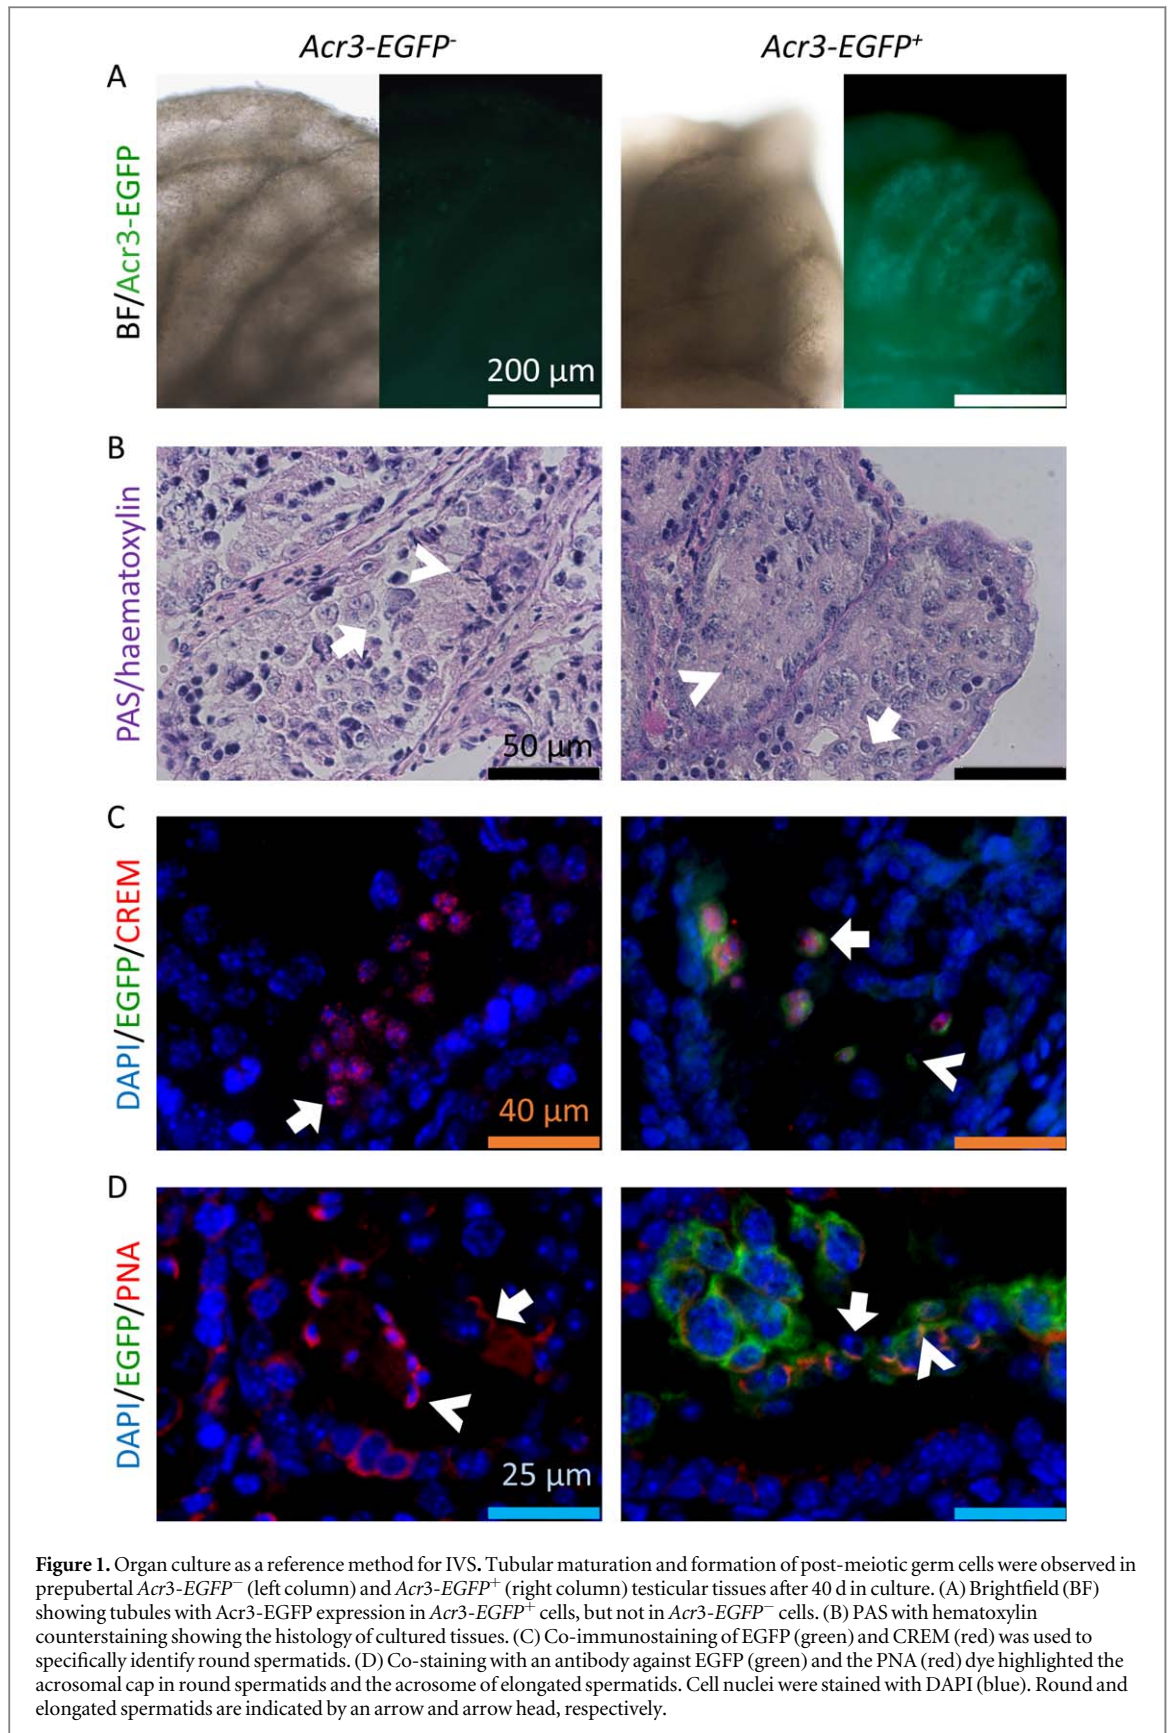 Acr3-EGFP⁻ Acr3-EGFP⁺
A
BF/Acr3-EGFP
200 µm
B
PAS/haematoxylin
50 µm
C
DAPI/EGFP/CREM
40 µm
D
DAPI/EGFP/PNA
25 µm
Figure 1. Organ culture as a reference method for IVS. Tubular maturation and formation of post-meiotic germ cells were observed in
prepubertal Acr3-EGFP⁻ (left column) and Acr3-EGFP⁺ (right column) testicular tissues after 40 d in culture. (A) Brightfield (BF)
showing tubules with Acr3-EGFP expression in Acr3-EGFP⁺ cells, but not in Acr3-EGFP⁻ cells. (B) PAS with hematoxylin
counterstaining showing the histology of cultured tissues. (C) Co-immunostaining of EGFP (green) and CREM (red) was used to
specifically identify round spermatids. (D) Co-staining with an antibody against EGFP (green) and the PNA (red) dye highlighted the
acrosomal cap in round spermatids and the acrosome of elongated spermatids. Cell nuclei were stained with DAPI (blue). Round and
elongated spermatids are indicated by an arrow and arrow head, respectively.